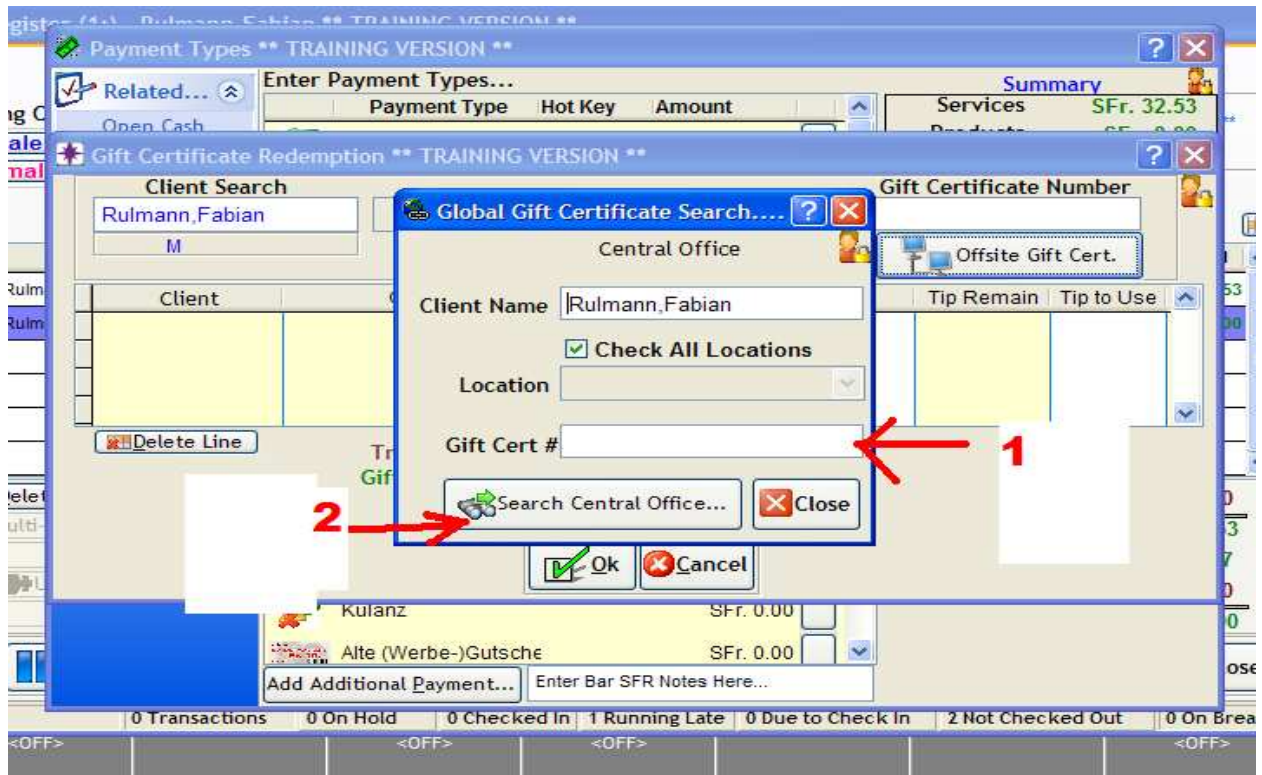 Rulmann,Fabian ** TRAINING VERSION **
Payment Types ** TRAINING VERSION **
Related...
Enter Payment Types...
Summary
Payment Type Hot Key Amount
Services SFr. 32.53
Open Cash
Gift Certificate Redemption ** TRAINING VERSION **
Client Search
Gift Certificate Number
Rulmann,Fabian
M
Offsite Gift Cert.
Client
Tip Remain Tip to Use
Global Gift Certificate Search....
Central Office
Client Name Rulmann,Fabian
Check All Locations
Location
Gift Cert #
1
Search Central Office... Close
2
Delete Line
Ok Cancel
Kulanz SFr. 0.00
Alte (Werbe-)Gutsche SFr. 0.00
Add Additional Payment... Enter Bar SFR Notes Here...
0 Transactions 0 On Hold 0 Checked In 1 Running Late 0 Due to Check In 2 Not Checked Out 0 On Brea
<OFF> <OFF> <OFF> <OFF>